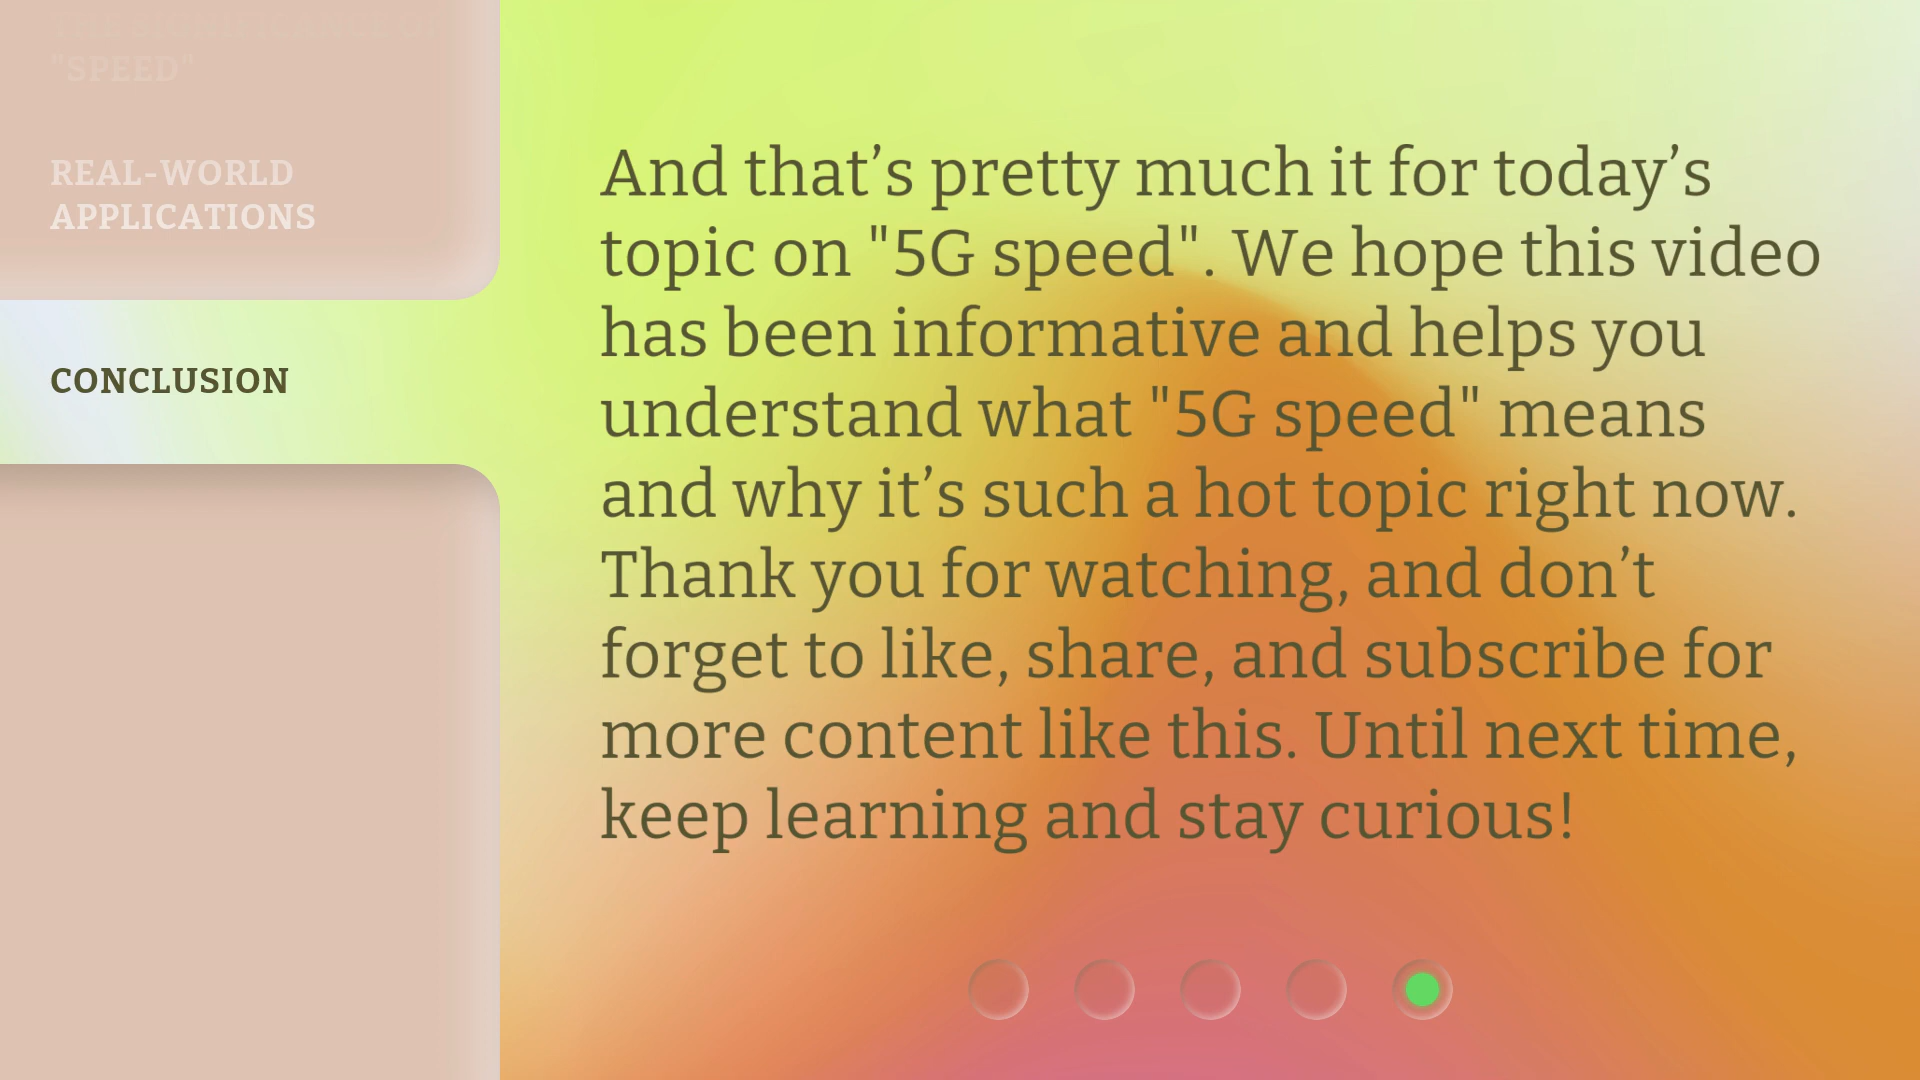 THE SIGNIFICANCE OF
"SPEED"
REAL-WORLD
APPLICATIONS
CONCLUSION
And that’s pretty much it for today’s
topic on "5G speed". We hope this video
has been informative and helps you
understand what "5G speed" means
and why it’s such a hot topic right now.
Thank you for watching, and don’t
forget to like, share, and subscribe for
more content like this. Until next time,
keep learning and stay curious!